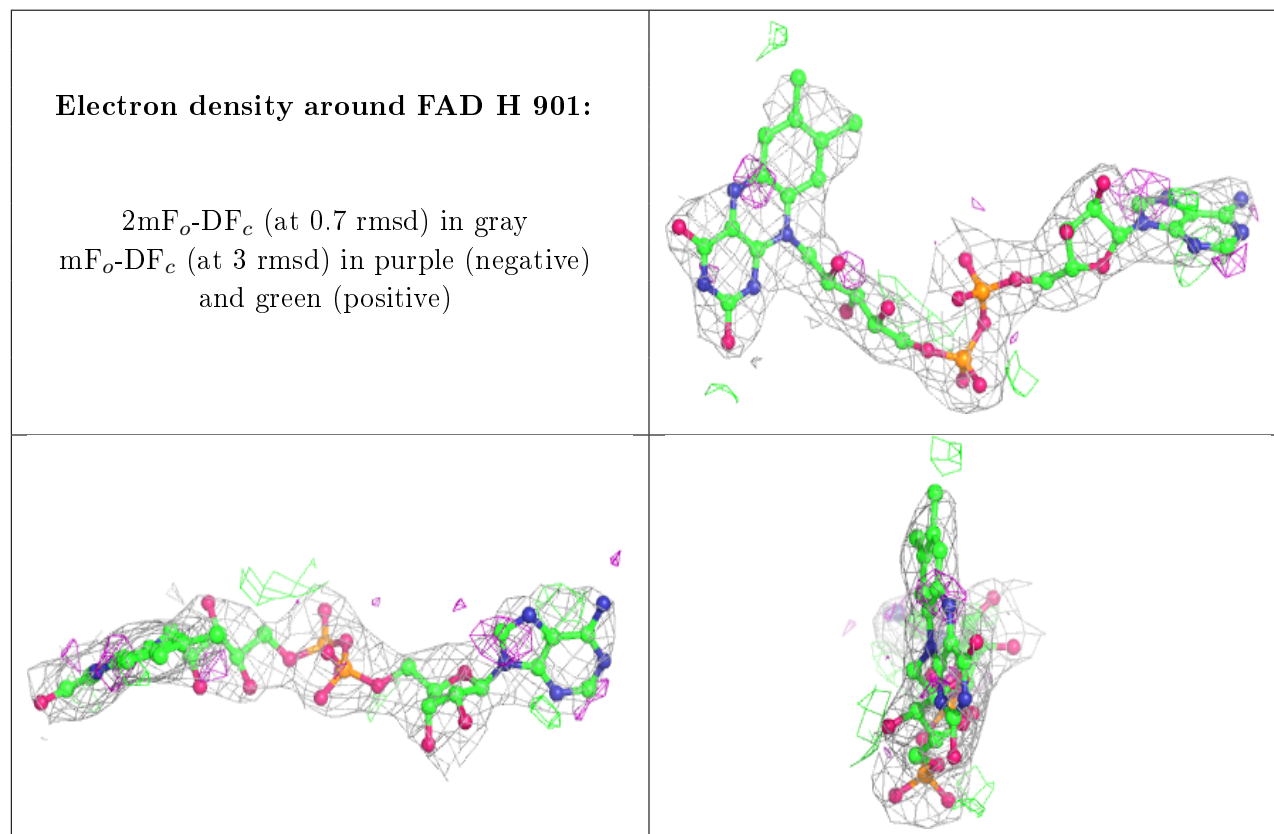 Electron density around FAD H 901:
2mFo-DFc (at 0.7 rmsd) in gray
mFo-DFc (at 3 rmsd) in purple (negative)
and green (positive)